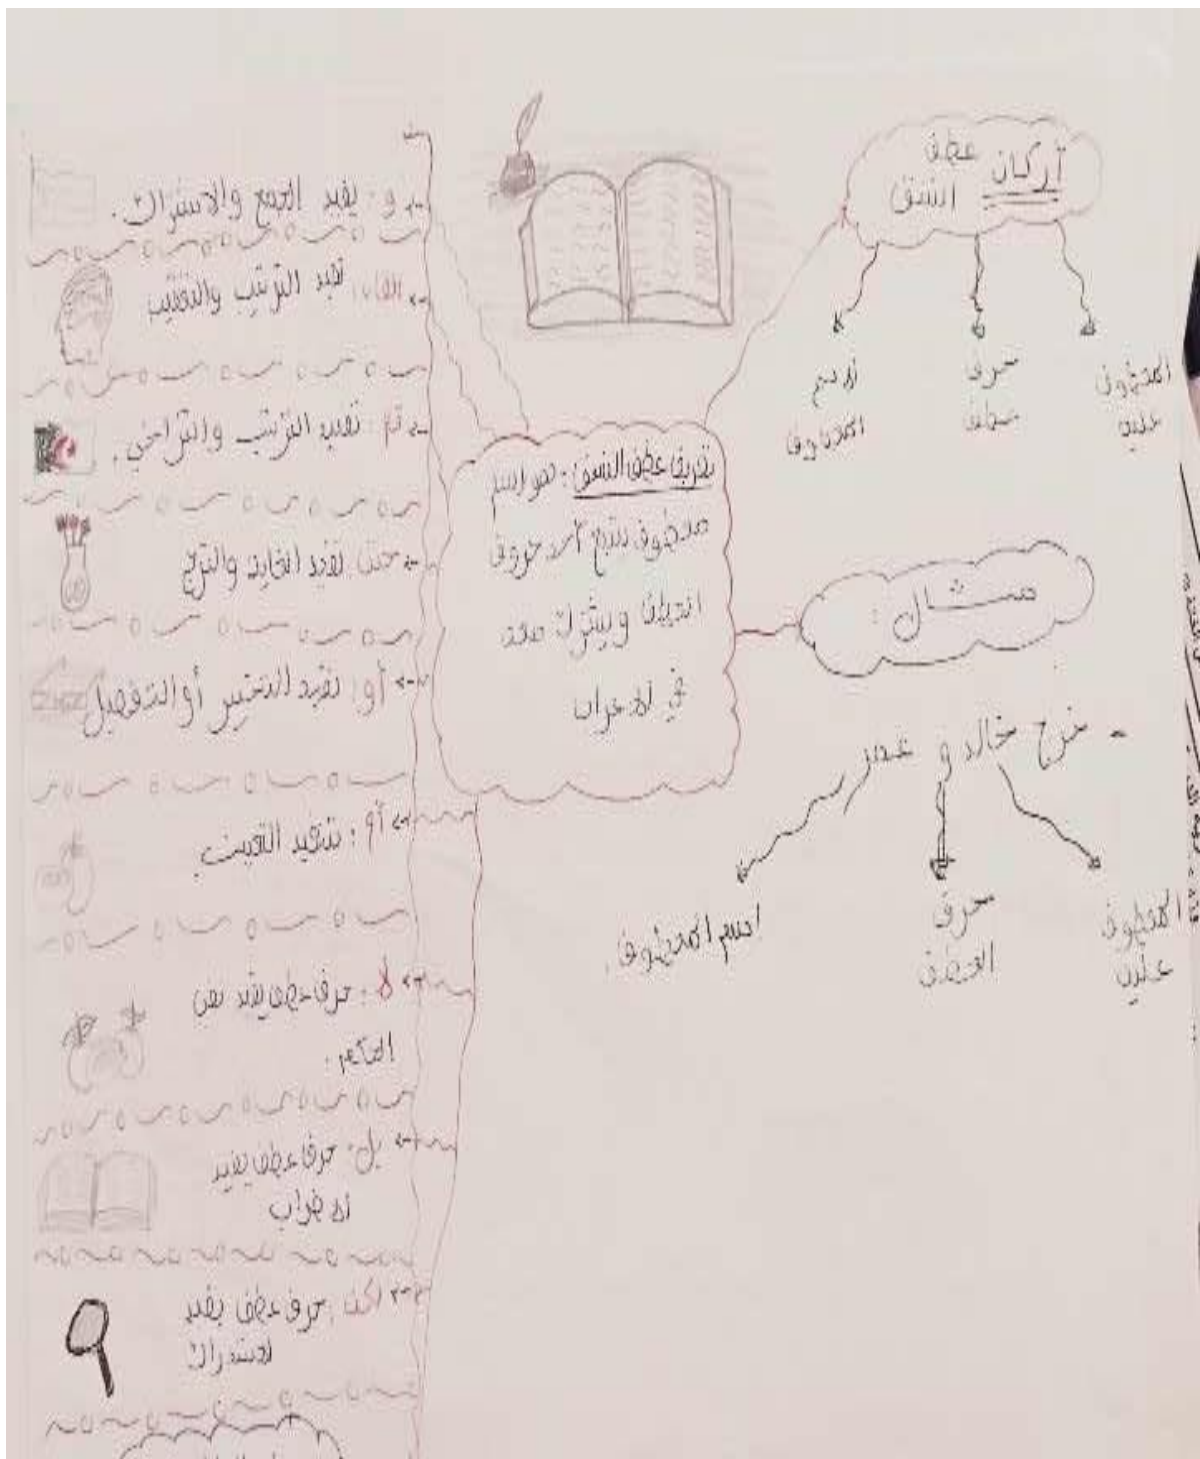 أركان عطف
النسق
المعطوف
عليه
حرف
عطف
الاسم
المعطوف
تعريف عطف النسق: هو اسم
معطوف يتبع أحد حروف
العطف ويشترك معه
في الاعراب
مثال:
- خرج خالد و عمر
المعطوف
عليه
حرف
العطف
اسم المعطوف.
و: يفيد الجمع والاشتراك.
الفاء: تفيد الترتيب والتعقيب
ثم: تفيد الترتيب والتراخي.
حتى: تفيد الغاية والتدرج
أو: تفيد التخيير أو التفصيل
أم: تفيد التعيين
لا: حرف عطف يفيد نفي
الحكم.
بل: حرف عطف يفيد
الاضراب
لكن: حرف عطف يفيد
الاستدراك